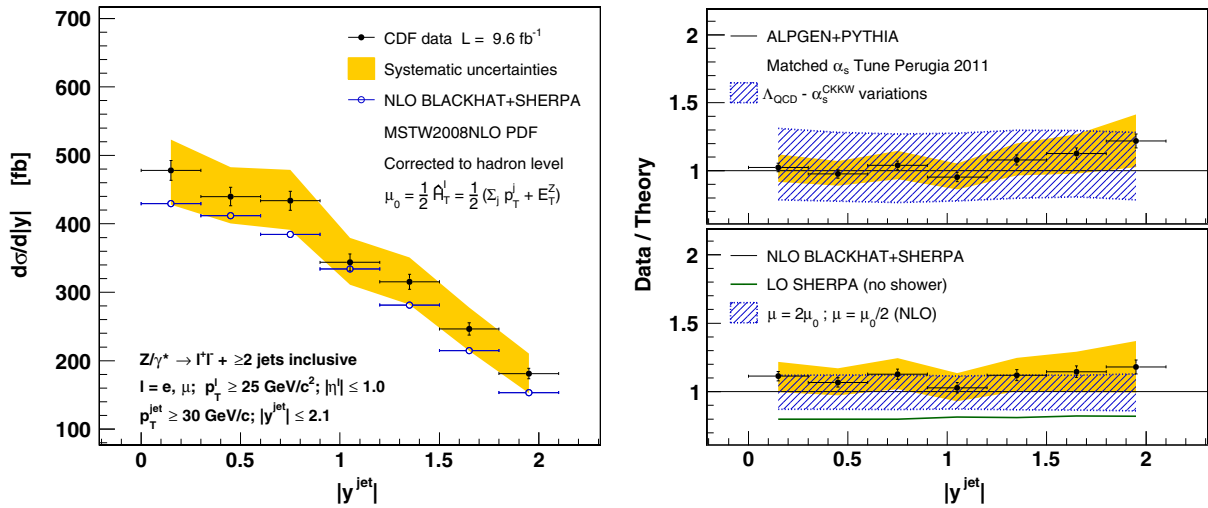 dσ/d|y| [fb]
700
600
500
400
300
200
100
CDF data L = 9.6 fb⁻¹
Systematic uncertainties
NLO BLACKHAT+SHERPA
MSTW2008NLO PDF
Corrected to hadron level
μ₀ = 1/2 Ĥ_T^l = 1/2 (Σ_j p_T^j + E_T^Z)
Z/γ* → l⁺l⁻ + ≥2 jets inclusive
l = e, μ; p_T^l ≥ 25 GeV/c²; |η^l| ≤ 1.0
p_T^jet ≥ 30 GeV/c; |y^jet| ≤ 2.1
0 0.5 1 1.5 2
|y^jet|
Data / Theory
2
1.5
1
ALPGEN+PYTHIA
Matched α_s Tune Perugia 2011
Λ_QCD - α_s^CKKW variations
2
1.5
1
NLO BLACKHAT+SHERPA
LO SHERPA (no shower)
μ = 2μ₀ ; μ = μ₀/2 (NLO)
0 0.5 1 1.5 2
|y^jet|